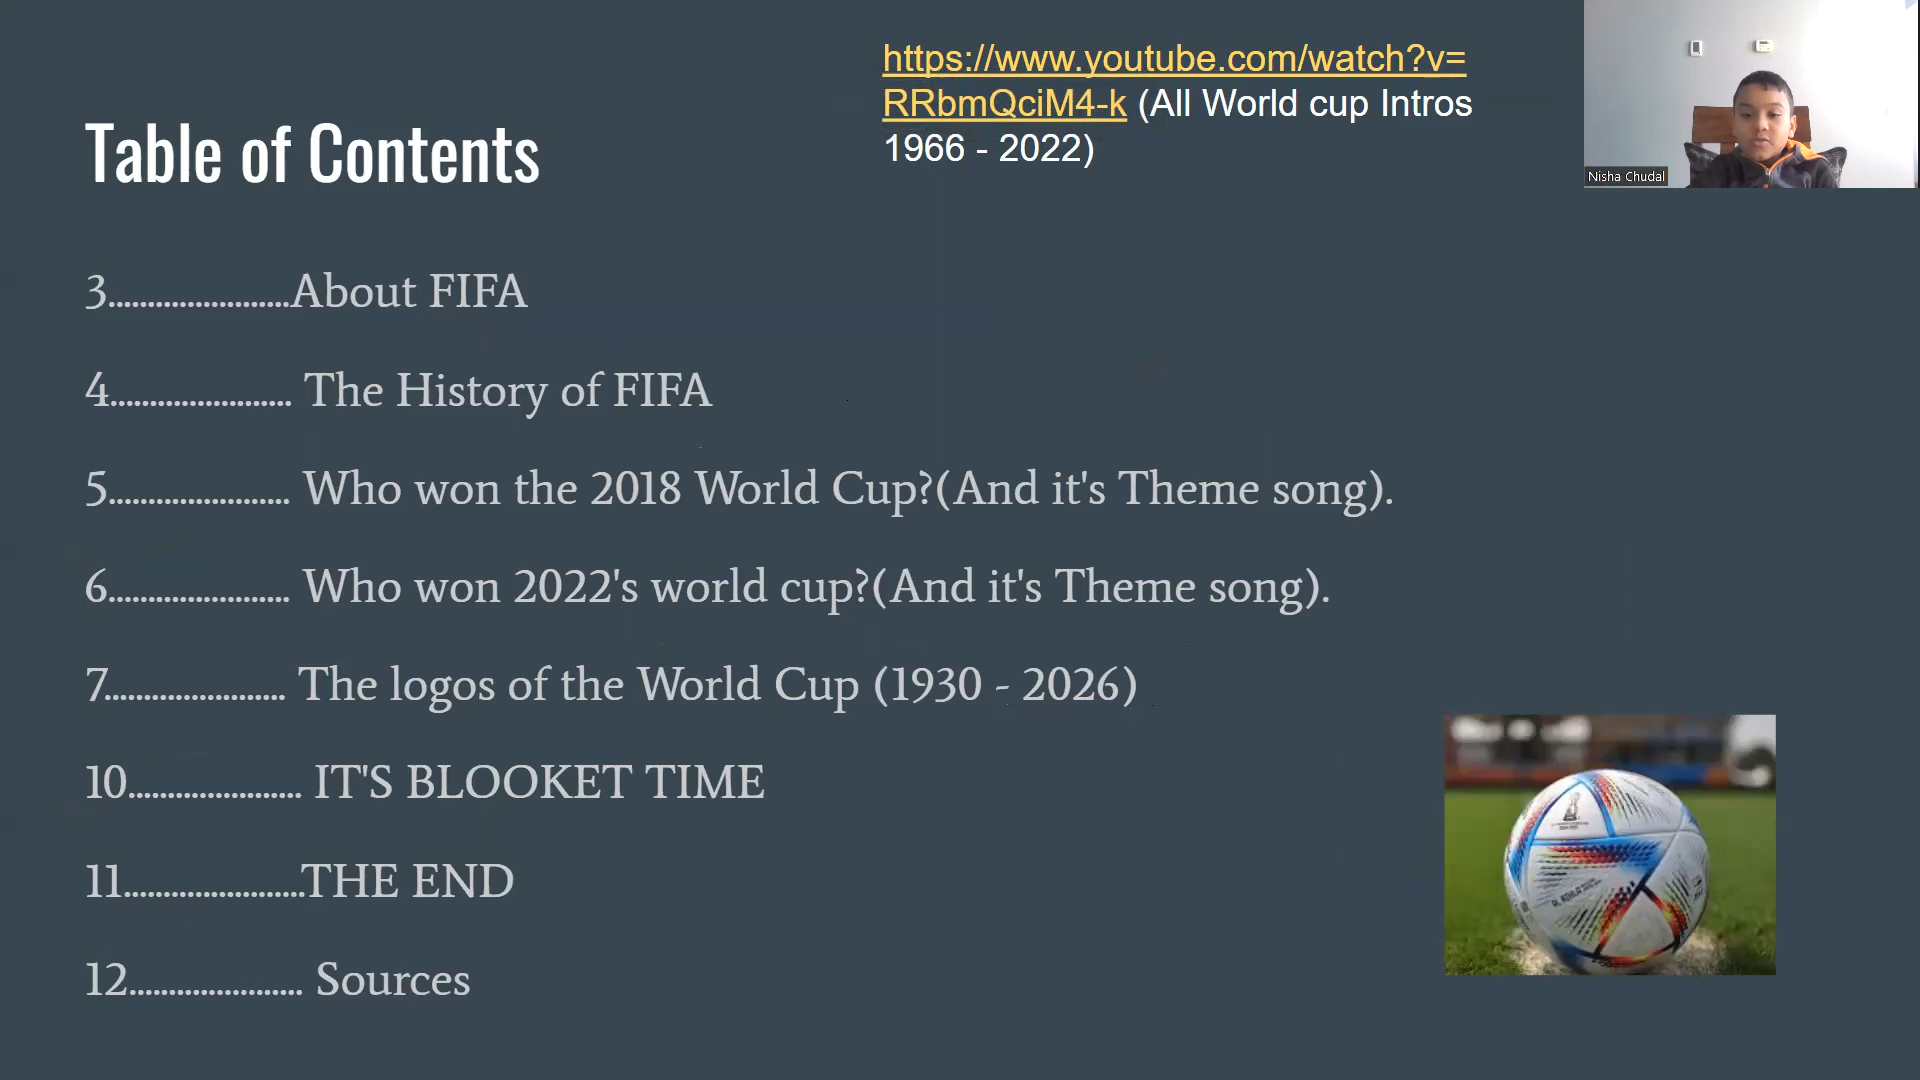 https://www.youtube.com/watch?v=
RRbmQciM4-k (All World cup Intros
1966 - 2022)
Nisha Chudal
Table of Contents
3.......................About FIFA
4....................... The History of FIFA
5....................... Who won the 2018 World Cup?(And it's Theme song).
6....................... Who won 2022's world cup?(And it's Theme song).
7....................... The logos of the World Cup (1930 - 2026)
10...................... IT'S BLOOKET TIME
11.......................THE END
12...................... Sources